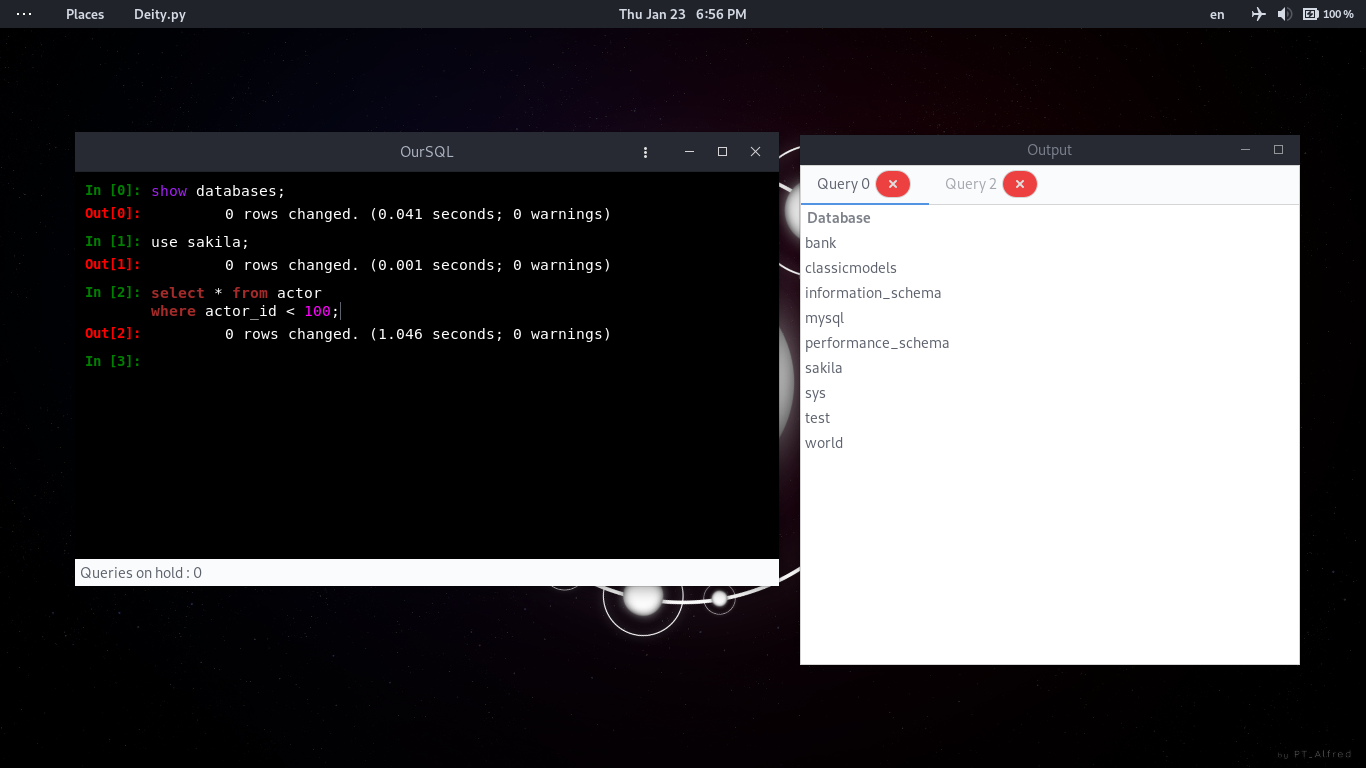 Places Deity.py Thu Jan 23 6:56 PM en 100 %
OurSQL
In [0]: show databases;
Out[0]: 0 rows changed. (0.041 seconds; 0 warnings)
In [1]: use sakila;
Out[1]: 0 rows changed. (0.001 seconds; 0 warnings)
In [2]: select * from actor
where actor_id < 100;
Out[2]: 0 rows changed. (1.046 seconds; 0 warnings)
In [3]:
Queries on hold : 0
Output
Query 0 Query 2
Database
bank
classicmodels
information_schema
mysql
performance_schema
sakila
sys
test
world
PT_Alfred